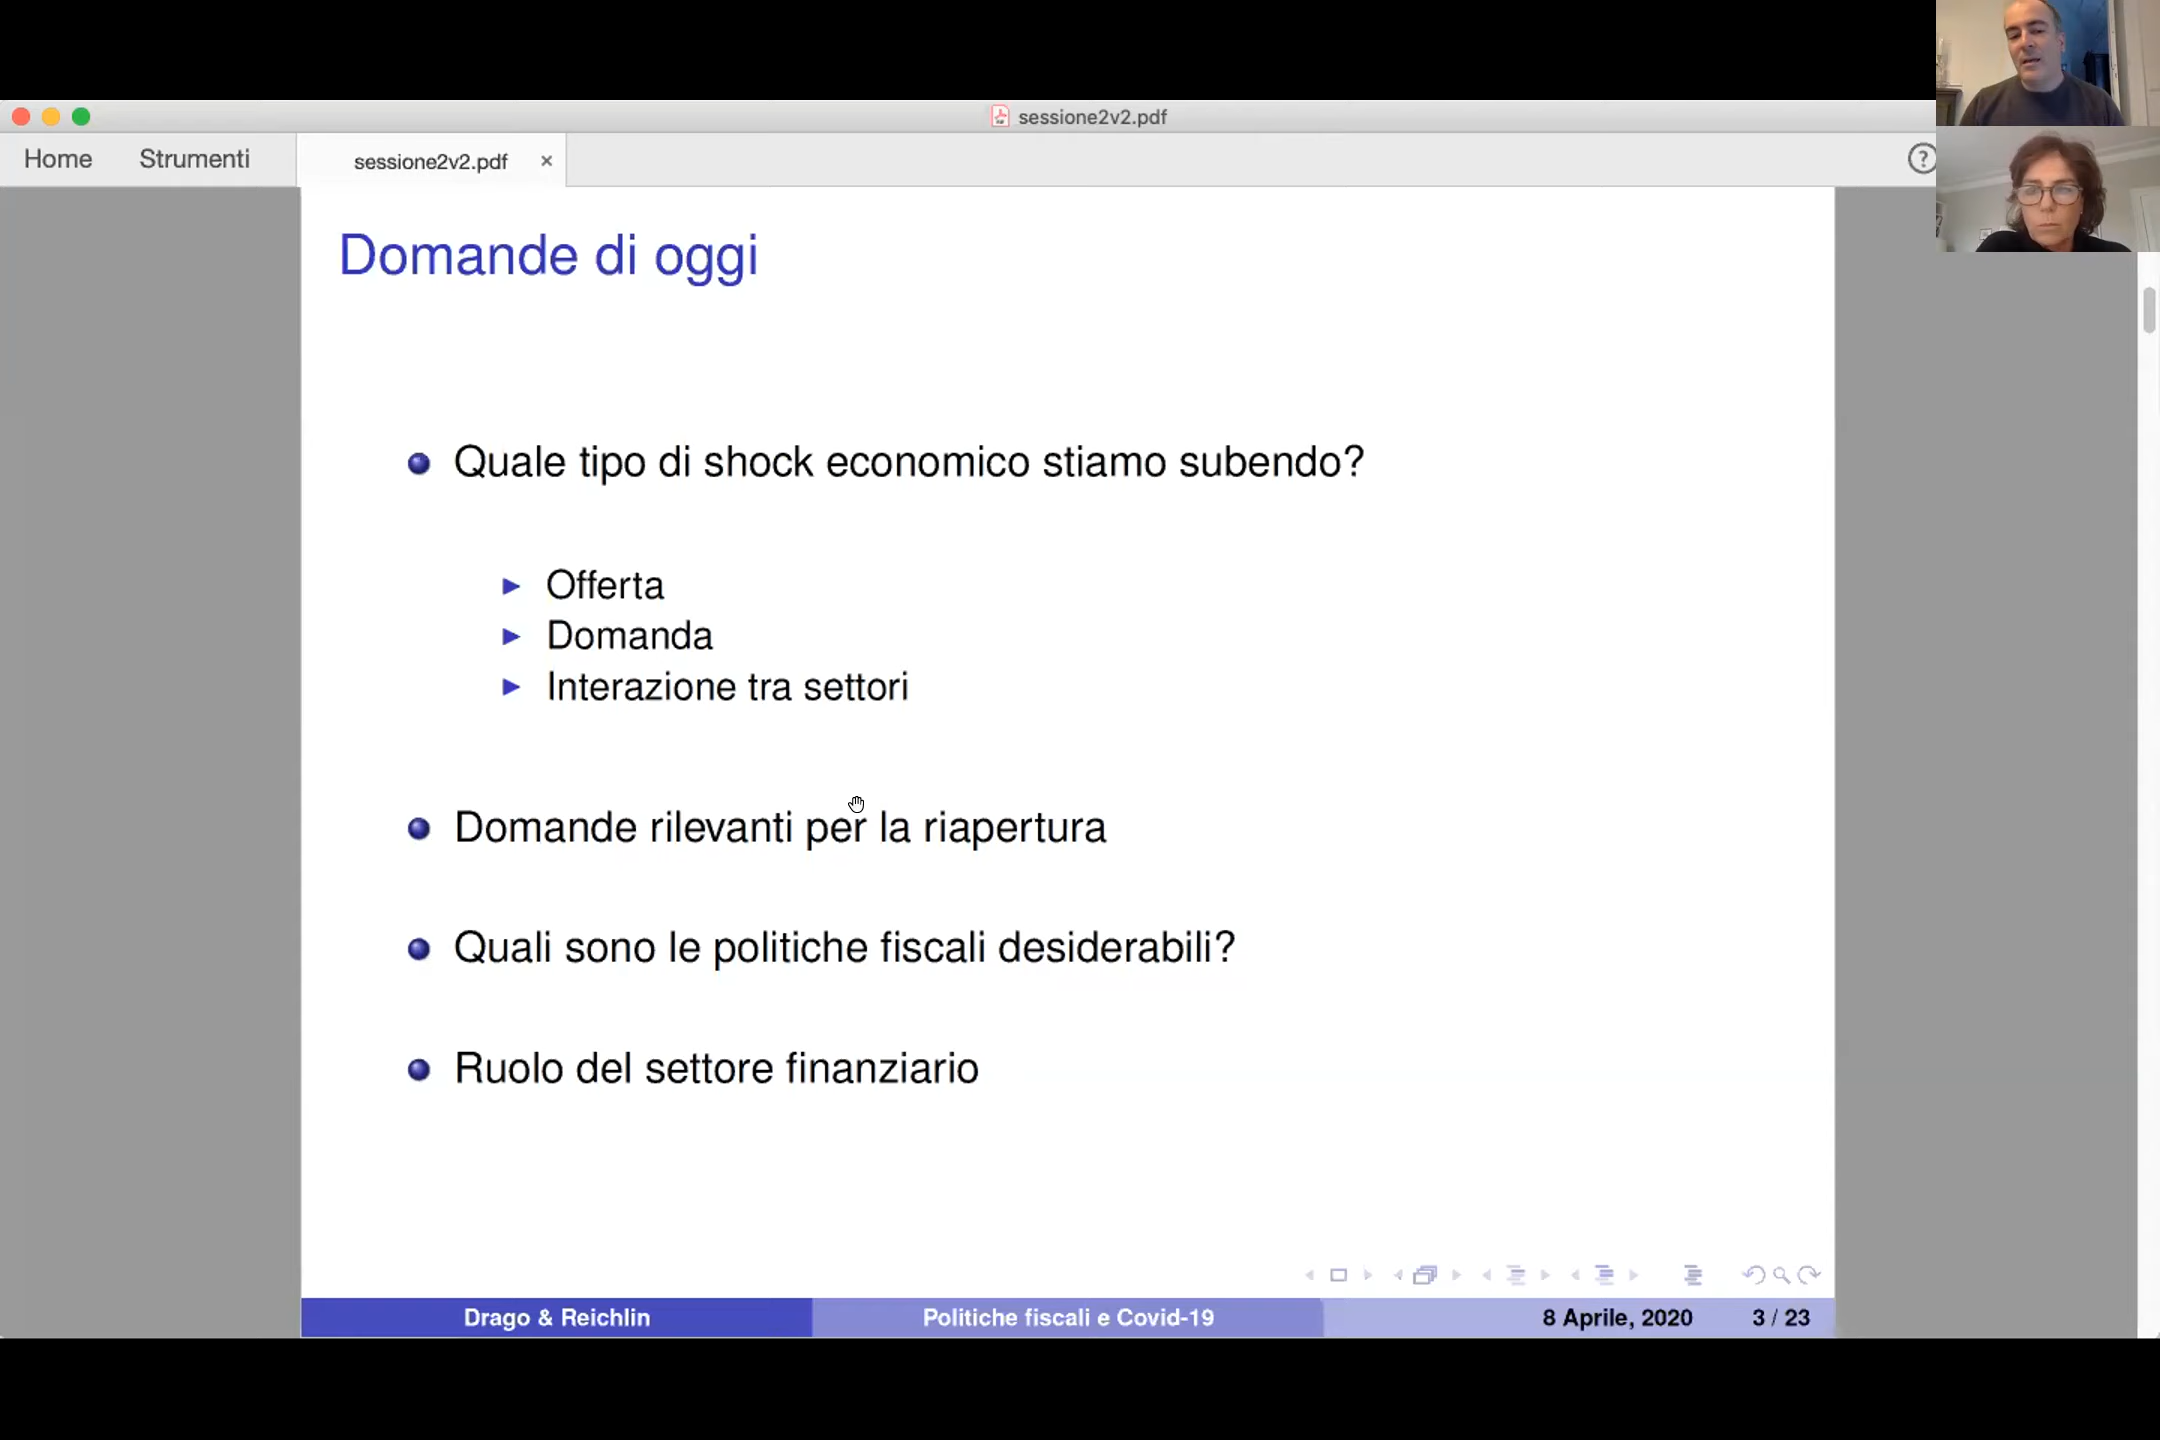 sessione2v2.pdf
Home
Strumenti
sessione2v2.pdf
×
?
Domande di oggi
Quale tipo di shock economico stiamo subendo?
Offerta
Domanda
Interazione tra settori
Domande rilevanti per la riapertura
Quali sono le politiche fiscali desiderabili?
Ruolo del settore finanziario
Drago & Reichlin
Politiche fiscali e Covid-19
8 Aprile, 2020
3 / 23